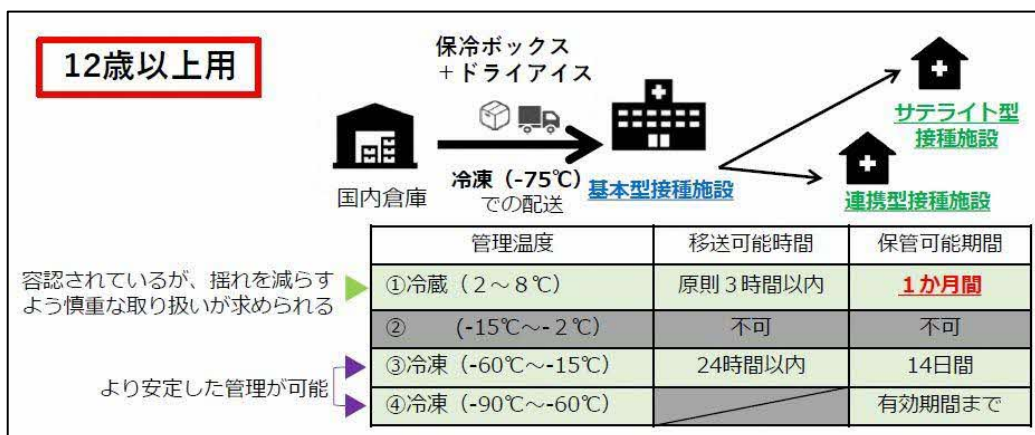 12歳以上用
保冷ボックス
＋ドライアイス
国内倉庫
冷凍（-75℃）
での配送
基本型接種施設
サテライト型
接種施設
連携型接種施設
管理温度 移送可能時間 保管可能期間
容認されているが、揺れを減らす
よう慎重な取り扱いが求められる
①冷蔵（２～８℃） 原則３時間以内 １か月間
② (-15℃～-２℃) 不可 不可
より安定した管理が可能
③冷凍（-60℃～-15℃） 24時間以内 14日間
④冷凍（-90℃～-60℃） 有効期間まで